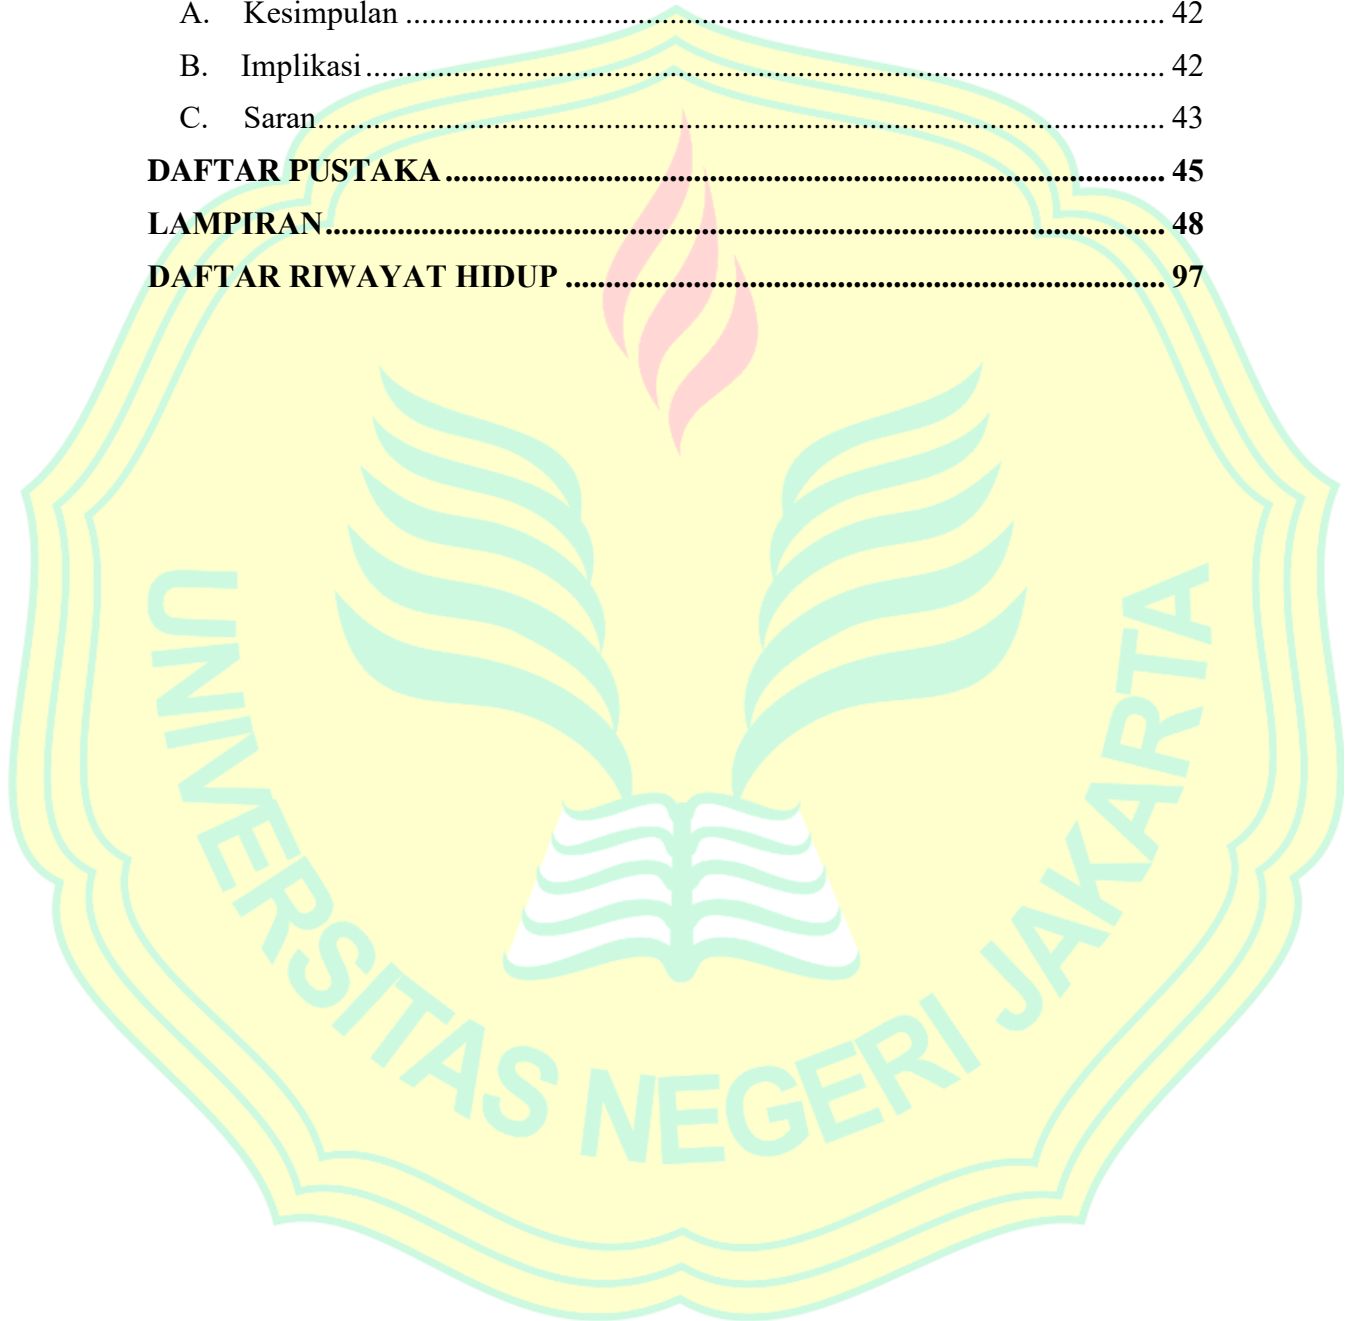 A. Kesimpulan ................................................................................................ 42
B. Implikasi ..................................................................................................... 42
C. Saran........................................................................................................... 43
DAFTAR PUSTAKA ........................................................................................... 45
LAMPIRAN.......................................................................................................... 48
DAFTAR RIWAYAT HIDUP ............................................................................ 97
UNIVERSITAS NEGERI JAKARTA